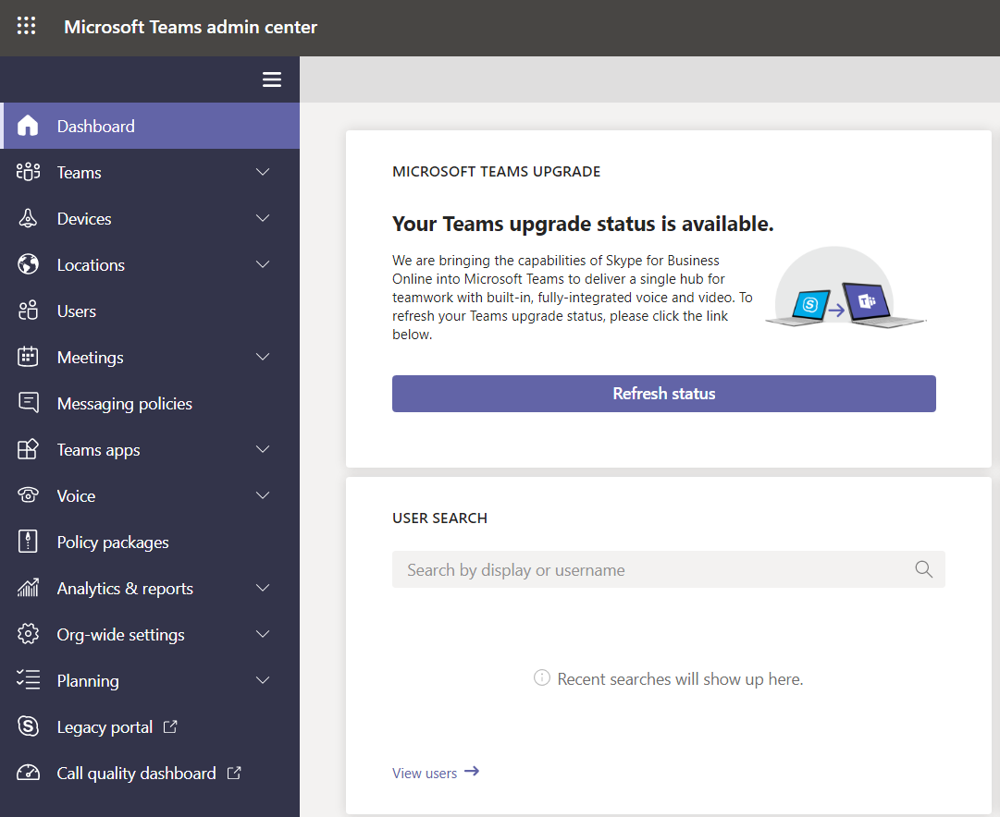 Microsoft Teams admin center
Dashboard
Teams
Devices
Locations
Users
Meetings
Messaging policies
Teams apps
Voice
Policy packages
Analytics & reports
Org-wide settings
Planning
Legacy portal
Call quality dashboard
MICROSOFT TEAMS UPGRADE
Your Teams upgrade status is available.
We are bringing the capabilities of Skype for Business
Online into Microsoft Teams to deliver a single hub for
teamwork with built-in, fully-integrated voice and video. To
refresh your Teams upgrade status, please click the link
below.
Refresh status
USER SEARCH
Search by display or username
Recent searches will show up here.
View users